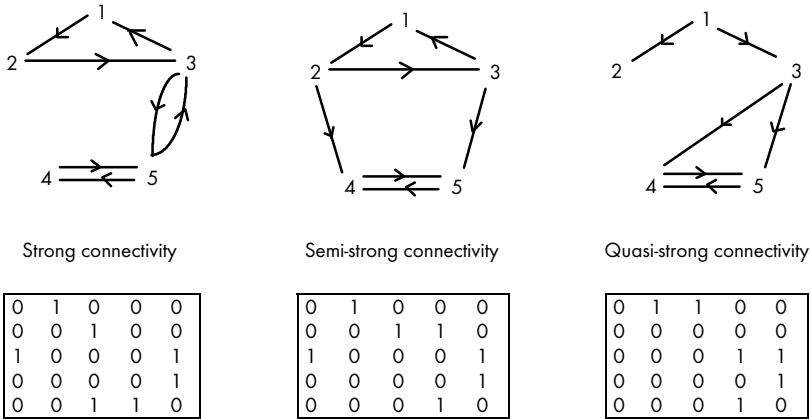 1 1 1
2 3 2 3 2 3
4 5 4 5 4 5
Strong connectivity Semi-strong connectivity Quasi-strong connectivity
0 1 0 0 0 0 1 0 0 0 0 1 1 0 0
0 0 1 0 0 0 0 1 1 0 0 0 0 0 0
1 0 0 0 1 1 0 0 0 1 0 0 0 1 1
0 0 0 0 1 0 0 0 0 1 0 0 0 0 1
0 0 1 1 0 0 0 0 1 0 0 0 0 1 0